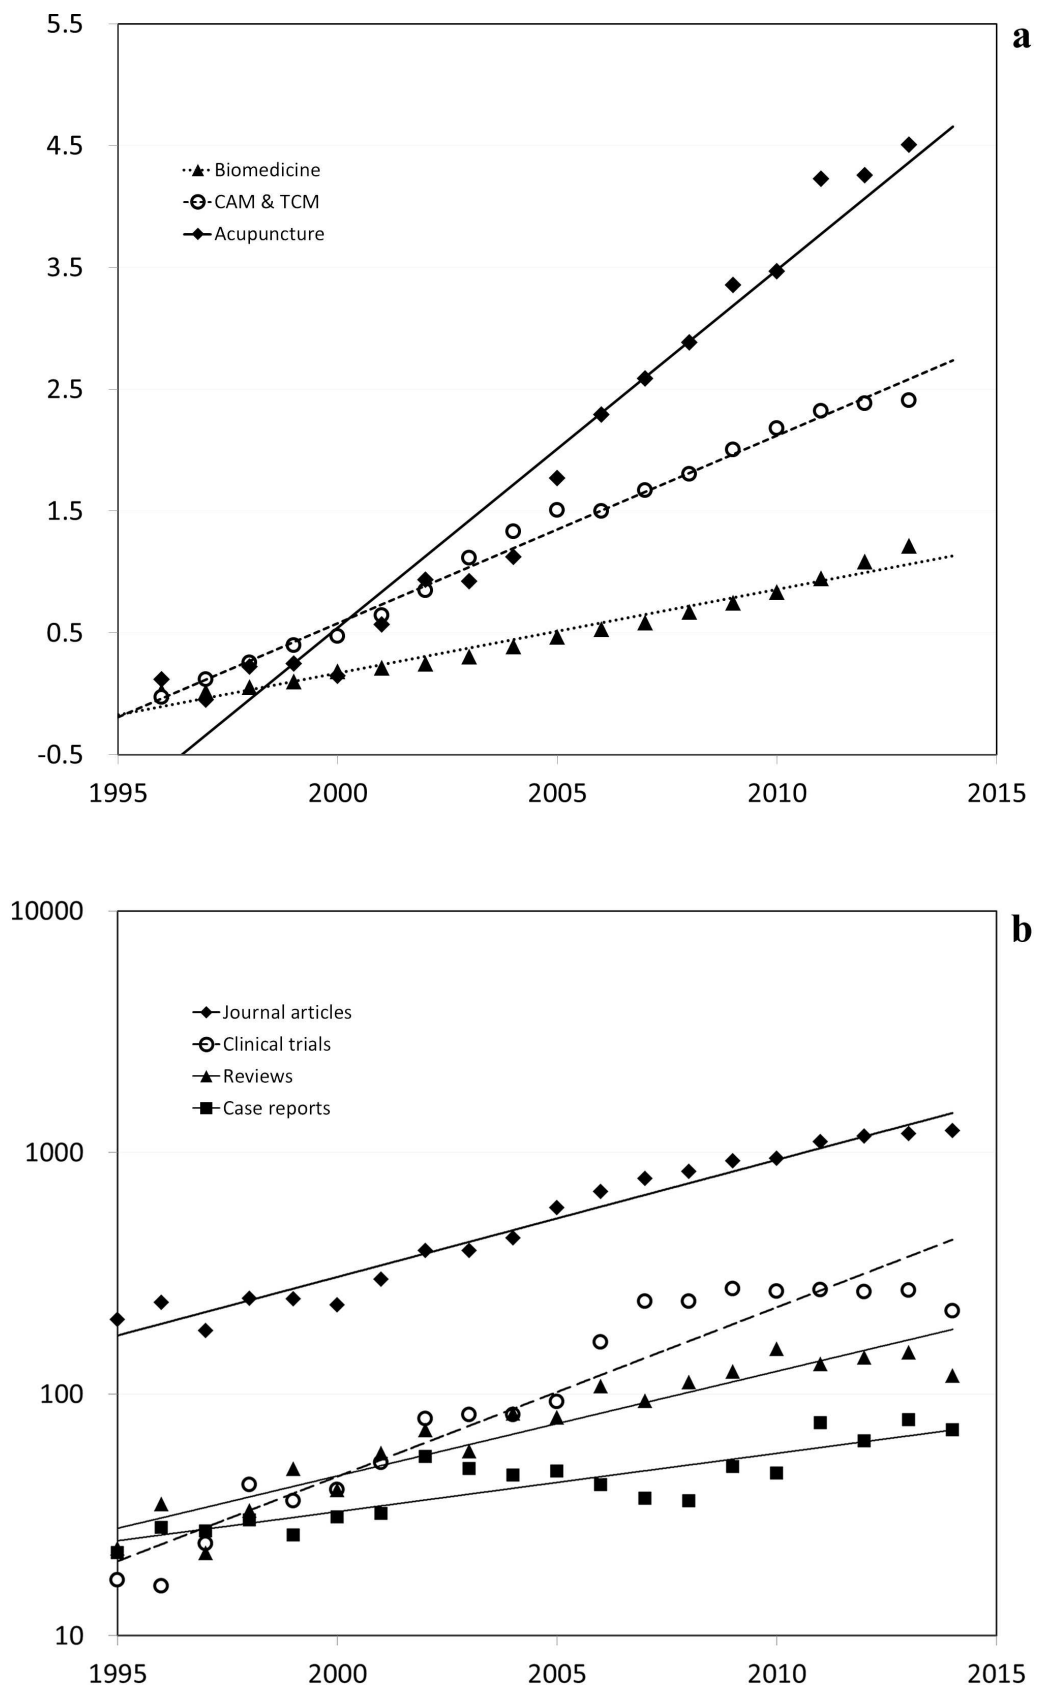 5.5
a
4.5
Biomedicine
CAM & TCM
Acupuncture
3.5
2.5
1.5
0.5
-0.5
1995 2000 2005 2010 2015
10000
b
Journal articles
Clinical trials
Reviews
Case reports
1000
100
10
1995 2000 2005 2010 2015